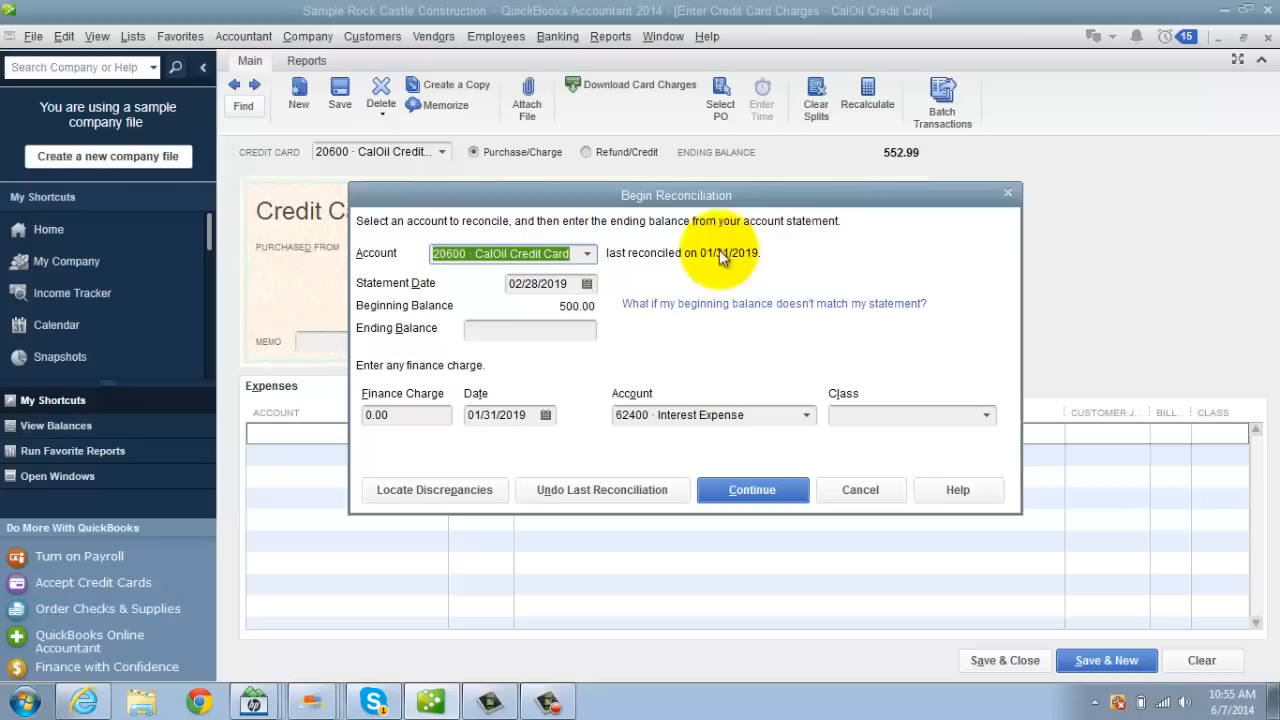 Sample Rock Castle Construction - QuickBooks Accountant 2014 - [Enter Credit Card Charges - CalOil Credit Card]
File Edit View Lists Favorites Accountant Company Customers Vendors Employees Banking Reports Window Help
15
Search Company or Help
You are using a sample
company file
Create a new company file
My Shortcuts
Home
My Company
Income Tracker
Calendar
Snapshots
My Shortcuts
View Balances
Run Favorite Reports
Open Windows
Do More With QuickBooks
Turn on Payroll
Accept Credit Cards
Order Checks & Supplies
QuickBooks Online
Accountant
Finance with Confidence
Main Reports
Find
New
Save
Delete
Create a Copy
Memorize
Attach
File
Download Card Charges
Select
PO
Enter
Time
Clear
Splits
Recalculate
Batch
Transactions
CREDIT CARD 20600 · CalOil Credit... Purchase/Charge Refund/Credit ENDING BALANCE 552.99
Credit C
PURCHASED FROM
MEMO
Begin Reconciliation
Select an account to reconcile, and then enter the ending balance from your account statement.
Account 20600 · CalOil Credit Card last reconciled on 01/31/2019.
Statement Date 02/28/2019
Beginning Balance 500.00 What if my beginning balance doesn't match my statement?
Ending Balance
Enter any finance charge.
Finance Charge Date Account Class
0.00 01/31/2019 62400 · Interest Expense
Locate Discrepancies Undo Last Reconciliation Continue Cancel Help
Expenses
ACCOUNT CUSTOMER:J... BILL... CLASS
Save & Close Save & New Clear
10:55 AM
6/7/2014